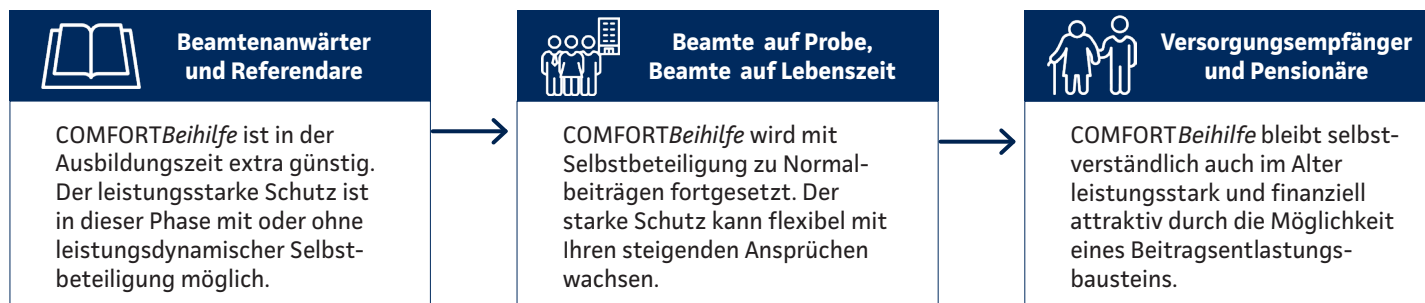 Beamtenanwärter
und Referendare
COMFORTBeihilfe ist in der
Ausbildungszeit extra günstig.
Der leistungsstarke Schutz ist
in dieser Phase mit oder ohne
leistungsdynamischer Selbst-
beteiligung möglich.
Beamte auf Probe,
Beamte auf Lebenszeit
COMFORTBeihilfe wird mit
Selbstbeteiligung zu Normal-
beiträgen fortgesetzt. Der
starke Schutz kann flexibel mit
Ihren steigenden Ansprüchen
wachsen.
Versorgungsempfänger
und Pensionäre
COMFORTBeihilfe bleibt selbst-
verständlich auch im Alter
leistungsstark und finanziell
attraktiv durch die Möglichkeit
eines Beitragsentlastungs-
bausteins.